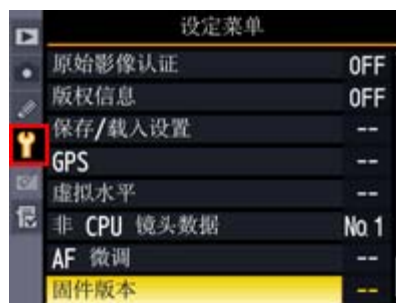 设定菜单
原始影像认证 OFF
版权信息 OFF
保存/载入设置 --
GPS --
虚拟水平 --
非 CPU 镜头数据 No.1
AF 微调 --
固件版本 --